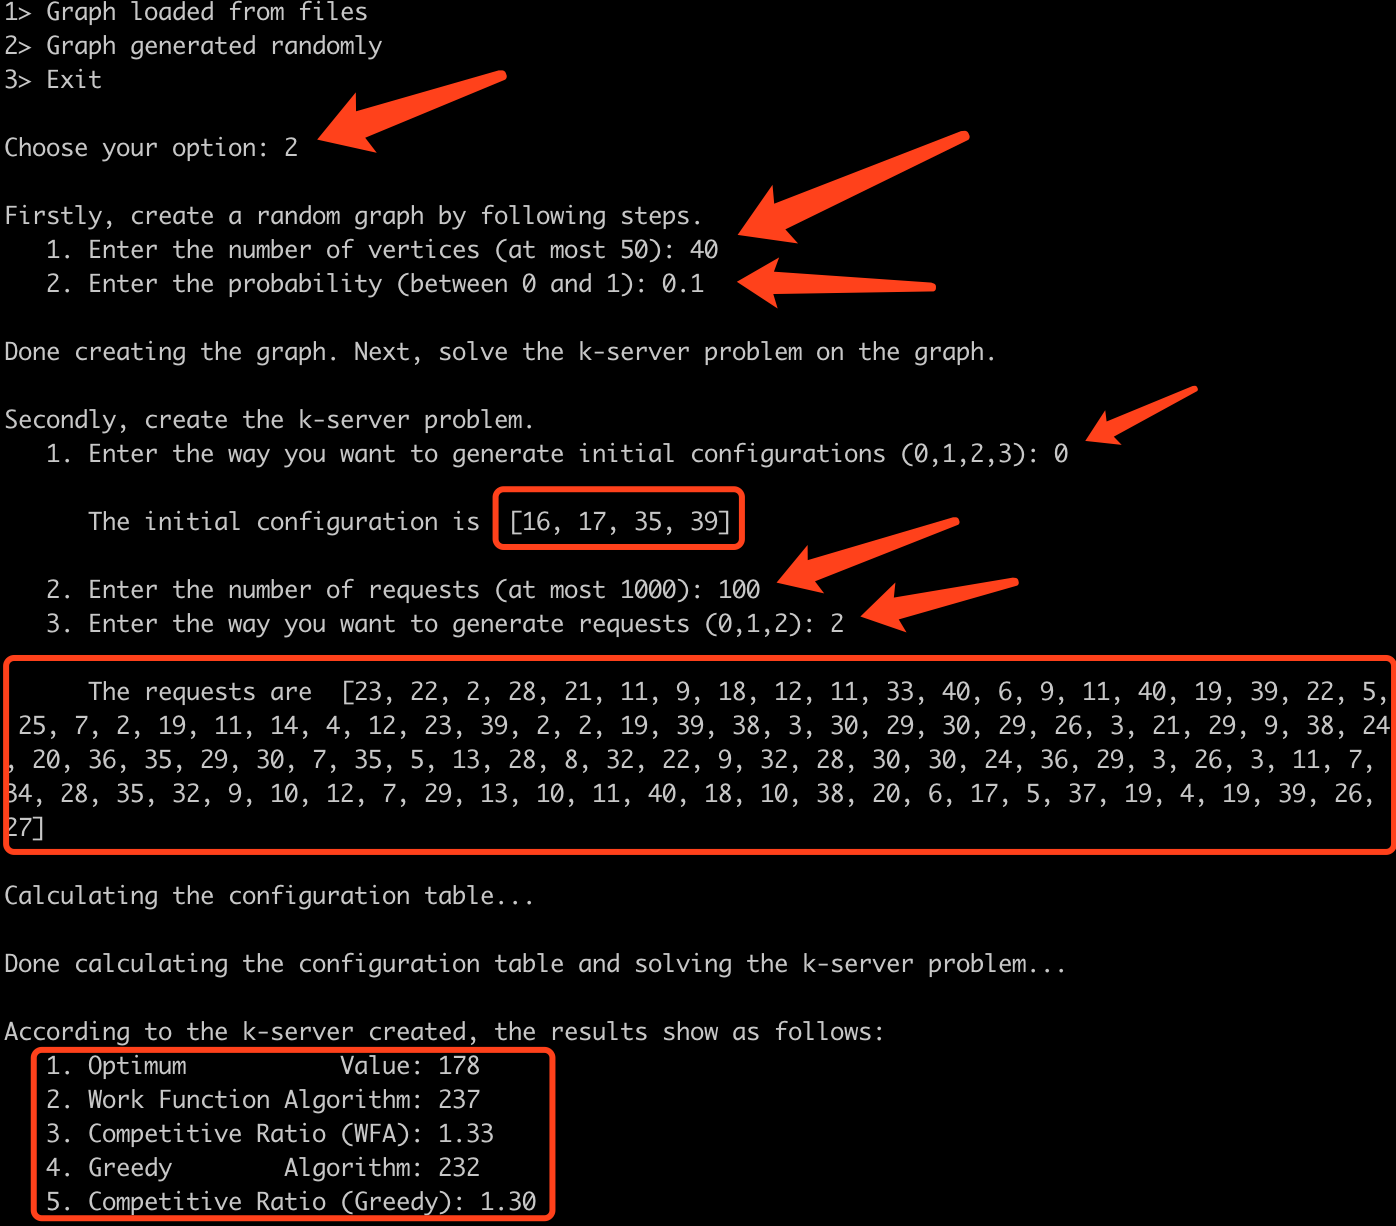 1> Graph loaded from files
2> Graph generated randomly
3> Exit
Choose your option: 2
Firstly, create a random graph by following steps.
1. Enter the number of vertices (at most 50): 40
2. Enter the probability (between 0 and 1): 0.1
Done creating the graph. Next, solve the k-server problem on the graph.
Secondly, create the k-server problem.
1. Enter the way you want to generate initial configurations (0,1,2,3): 0
The initial configuration is [16, 17, 35, 39]
2. Enter the number of requests (at most 1000): 100
3. Enter the way you want to generate requests (0,1,2): 2
The requests are [23, 22, 2, 28, 21, 11, 9, 18, 12, 11, 33, 40, 6, 9, 11, 40, 19, 39, 22, 5,
25, 7, 2, 19, 11, 14, 4, 12, 23, 39, 2, 2, 19, 39, 38, 3, 30, 29, 30, 29, 26, 3, 21, 29, 9, 38, 24
, 20, 36, 35, 29, 30, 7, 35, 5, 13, 28, 8, 32, 22, 9, 32, 28, 30, 30, 24, 36, 29, 3, 26, 3, 11, 7,
34, 28, 35, 32, 9, 10, 12, 7, 29, 13, 10, 11, 40, 18, 10, 38, 20, 6, 17, 5, 37, 19, 4, 19, 39, 26,
27]
Calculating the configuration table...
Done calculating the configuration table and solving the k-server problem...
According to the k-server created, the results show as follows:
1. Optimum Value: 178
2. Work Function Algorithm: 237
3. Competitive Ratio (WFA): 1.33
4. Greedy Algorithm: 232
5. Competitive Ratio (Greedy): 1.30